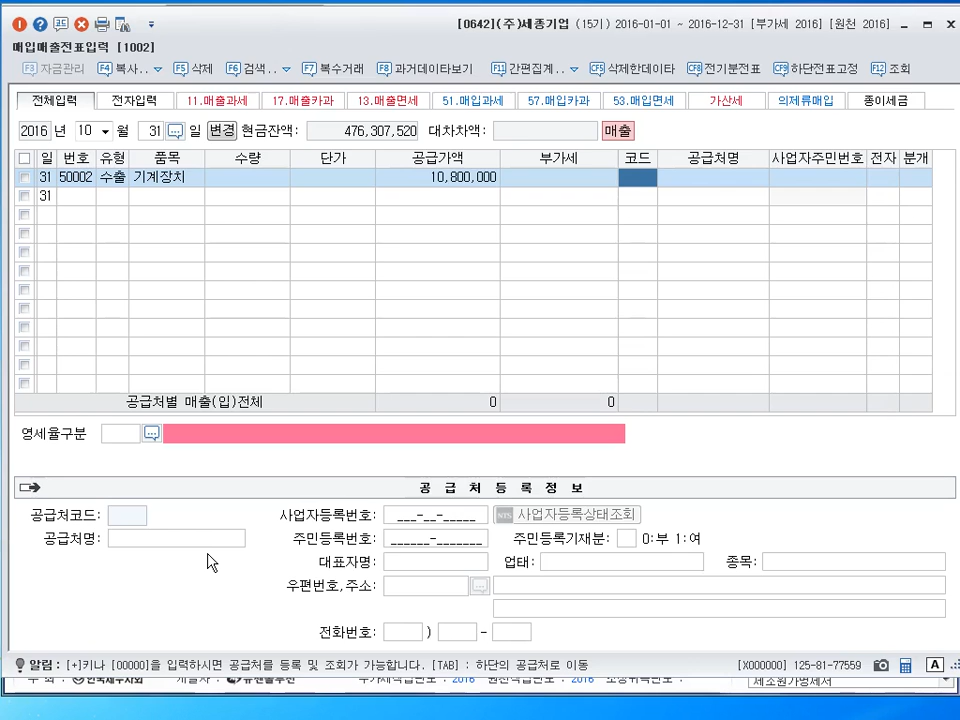 [0642](주)세종기업 (15기) 2016-01-01 ~ 2016-12-31 [부가세 2016] [원천 2016]
매입매출전표입력 [1002]
F3 자금관리 F4 복사.. F5 삭제 F6 검색.. F7 복수거래 F8 과거데이타보기 F11 간편집계.. CF5 삭제한데이타 CF8 전기분전표 CF9 하단전표고정 F12 조회
전체입력 전자입력 11.매출과세 17.매출카과 13.매출면세 51.매입과세 57.매입카과 53.매입면세 가산세 의제류매입 종이세금
2016 년 10 월 31 일 변경 현금잔액: 476,307,520 대차차액: 매출
일 번호 유형 품목 수량 단가 공급가액 부가세 코드 공급처명 사업자주민번호 전자 분개
31 50002 수출 기계장치 10,800,000
31
공급처별 매출(입)전체 0 0
영세율구분
공 급 처 등 록 정 보
공급처코드: 사업자등록번호: ___-__-_____ NTS 사업자등록상태조회
공급처명: 주민등록번호: ______-_______ 주민등록기재분: 0:부 1:여
대표자명: 업태: 종목:
우편번호,주소:
전화번호: ) -
알림 : [+]키나 [00000]을 입력하시면 공급처를 등록 및 조회가 가능합니다. [TAB] : 하단의 공급처로 이동 [X000000] 125-81-77559 A